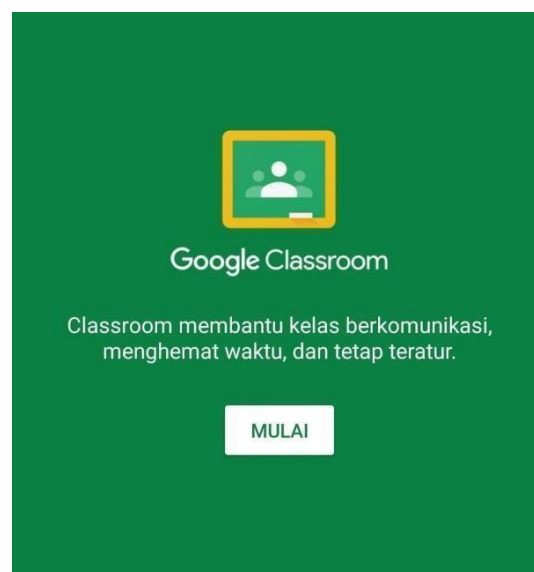 Google Classroom
Classroom membantu kelas berkomunikasi,
menghemat waktu, dan tetap teratur.
MULAI